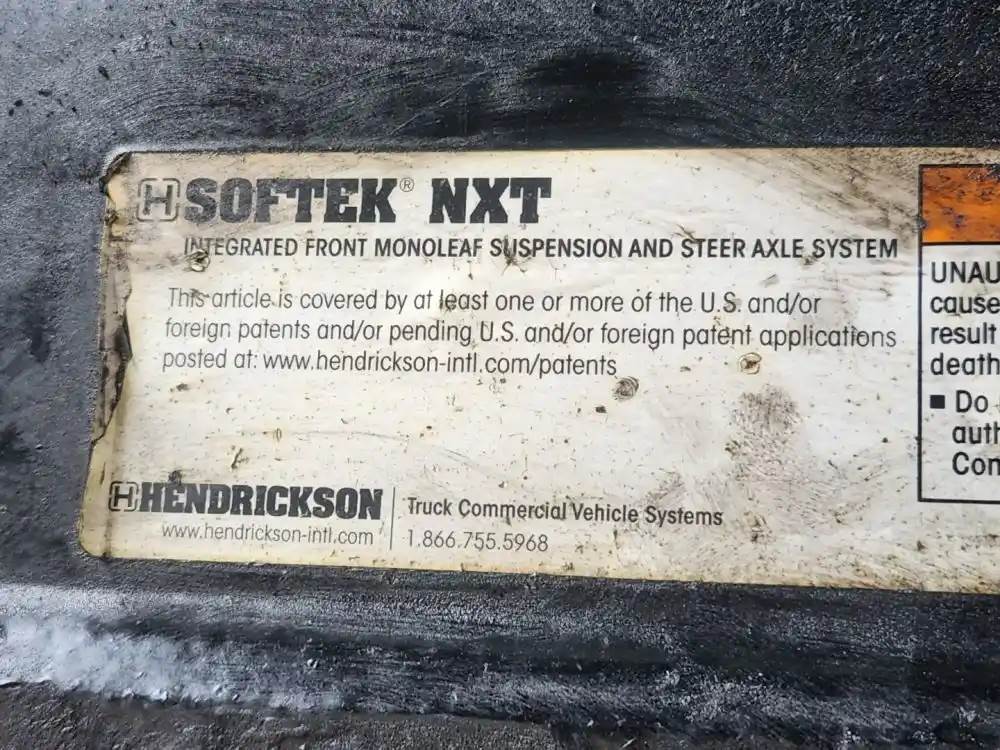 H SOFTEK® NXT
INTEGRATED FRONT MONOLEAF SUSPENSION AND STEER AXLE SYSTEM
This article is covered by at least one or more of the U.S. and/or
foreign patents and/or pending U.S. and/or foreign patent applications
posted at: www.hendrickson-intl.com/patents
H HENDRICKSON
www.hendrickson-intl.com
Truck Commercial Vehicle Systems
1.866.755.5968
UNAU
cause
result
death
■ Do
auth
Con